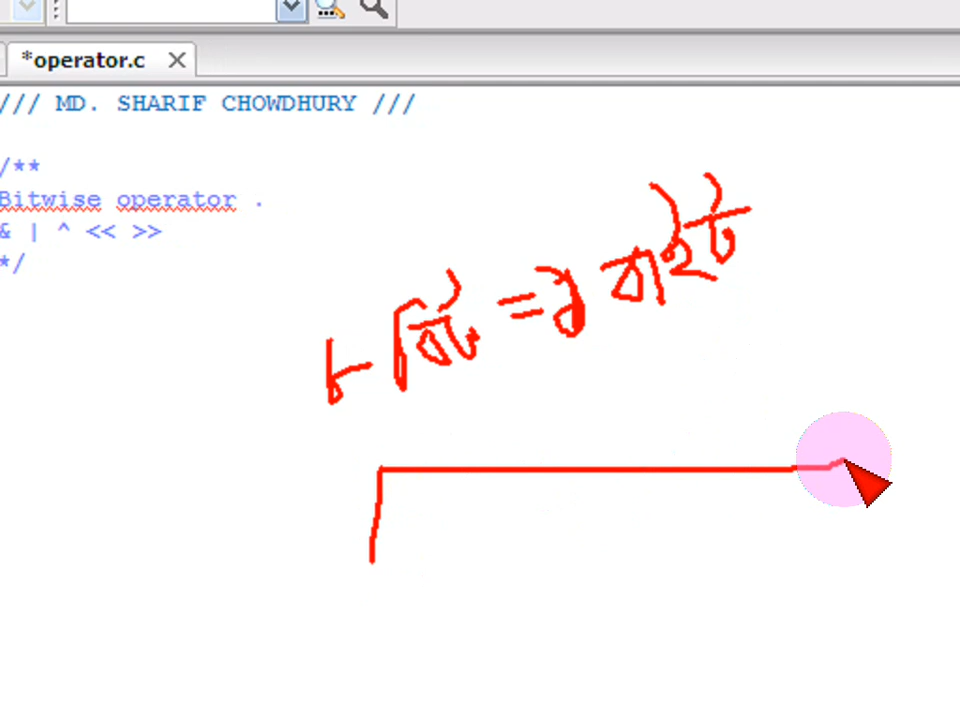 *operator.c
/// MD. SHARIF CHOWDHURY ///
/**
Bitwise operator .
& | ^ << >>
*/
৮ বিট = ১ বাইট